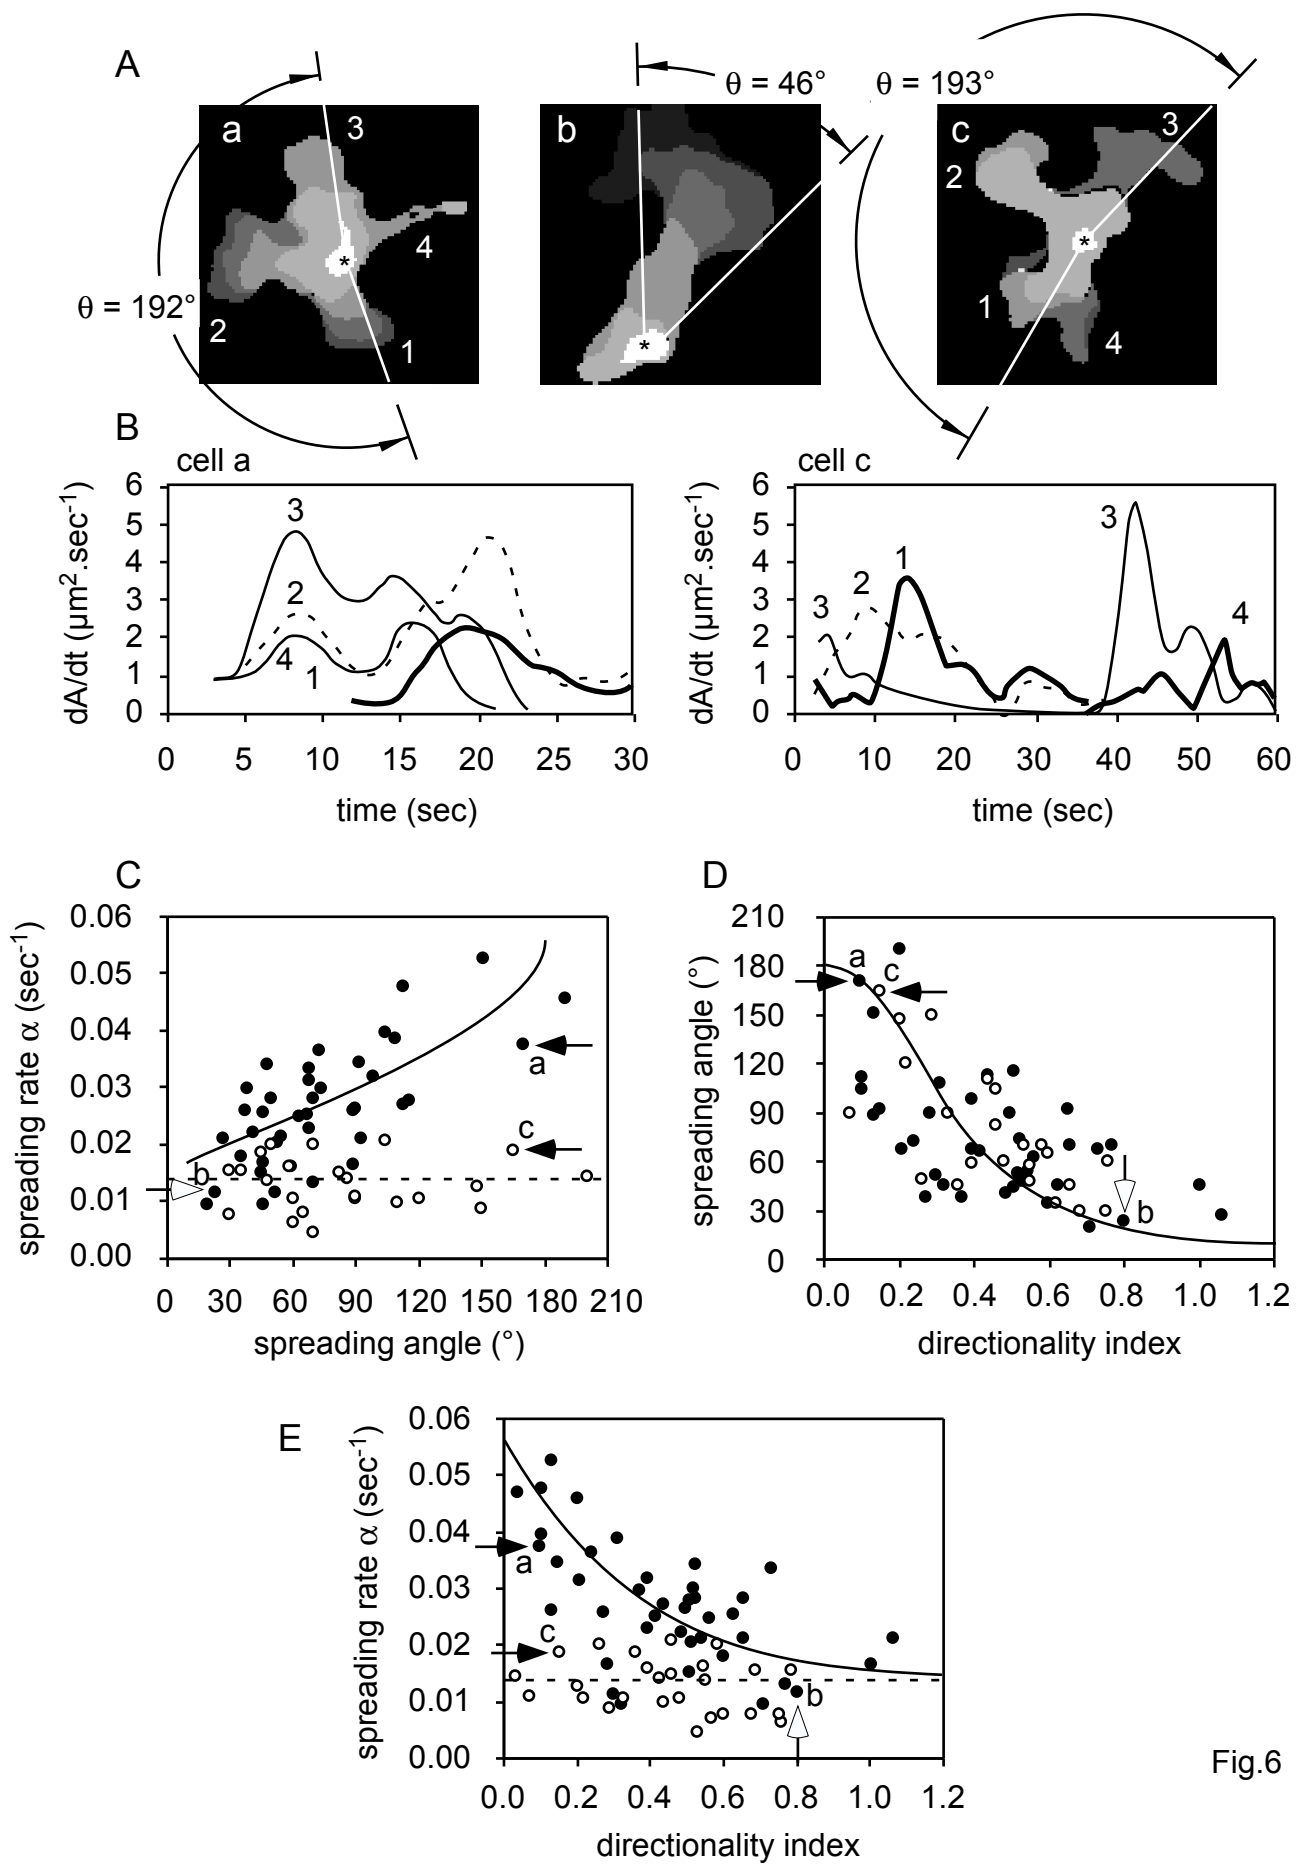 A
θ = 46°
θ = 193°
a
3
b
c
3
2
*
4
*
*
θ = 192°
2
1
1
4
B
cell a
cell c
dA/dt (µm².sec⁻¹)
6
5
4
3
2
1
0
3
2
4
1
0 5 10 15 20 25 30
time (sec)
dA/dt (µm².sec⁻¹)
6
5
4
3
2
1
0
3
2
1
3
4
0 10 20 30 40 50 60
time (sec)
C
spreading rate α (sec⁻¹)
0.06
0.05
0.04
0.03
0.02
0.01
0.00
a
c
b
0 30 60 90 120 150 180 210
spreading angle (°)
D
spreading angle (°)
210
180
150
120
90
60
30
0
a
c
b
0.0 0.2 0.4 0.6 0.8 1.0 1.2
directionality index
E
spreading rate α (sec⁻¹)
0.06
0.05
0.04
0.03
0.02
0.01
0.00
a
c
b
0.0 0.2 0.4 0.6 0.8 1.0 1.2
directionality index
Fig.6